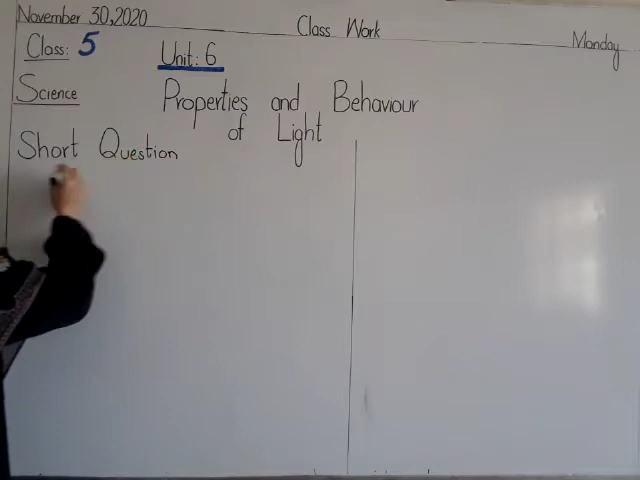 November 30,2020 Class Work Monday
Class: 5 Unit: 6
Science Properties and Behaviour
of Light
Short Question